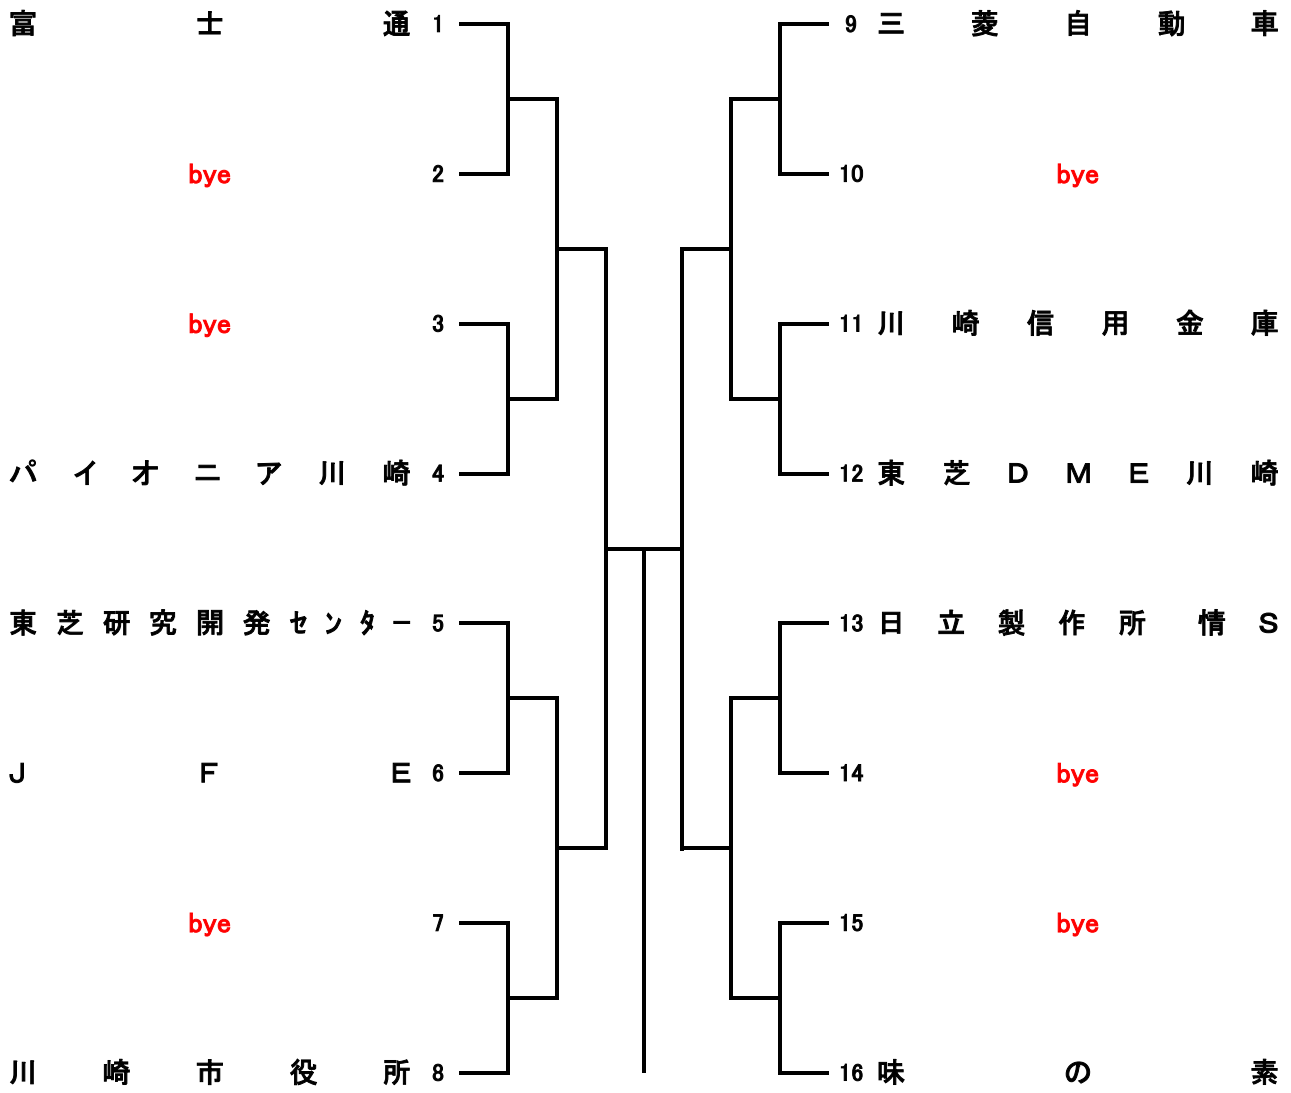 富士通 1
bye 2
bye 3
パイオニア川崎 4
東芝研究開発センター 5
JFE 6
bye 7
川崎市役所 8
9 三菱自動車
10 bye
11 川崎信用金庫
12 東芝DME川崎
13 日立製作所 情S
14 bye
15 bye
16 味の素